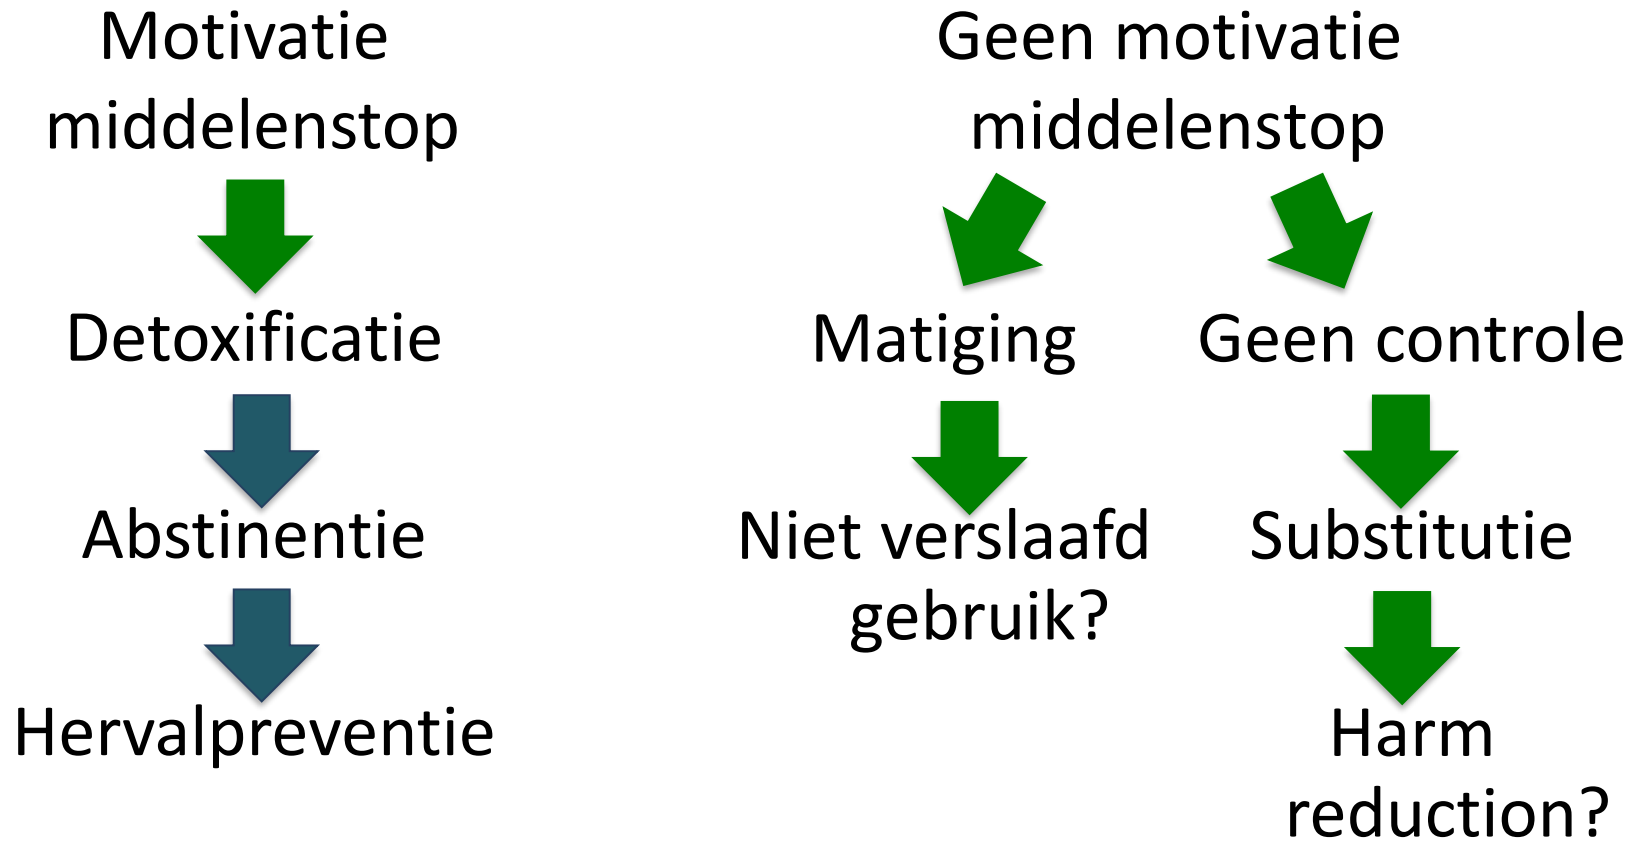 Motivatie
middelenstop
Detoxificatie
Abstinentie
Hervalpreventie
Geen motivatie
middelenstop
Matiging
Niet verslaafd
gebruik?
Geen controle
Substitutie
Harm
reduction?